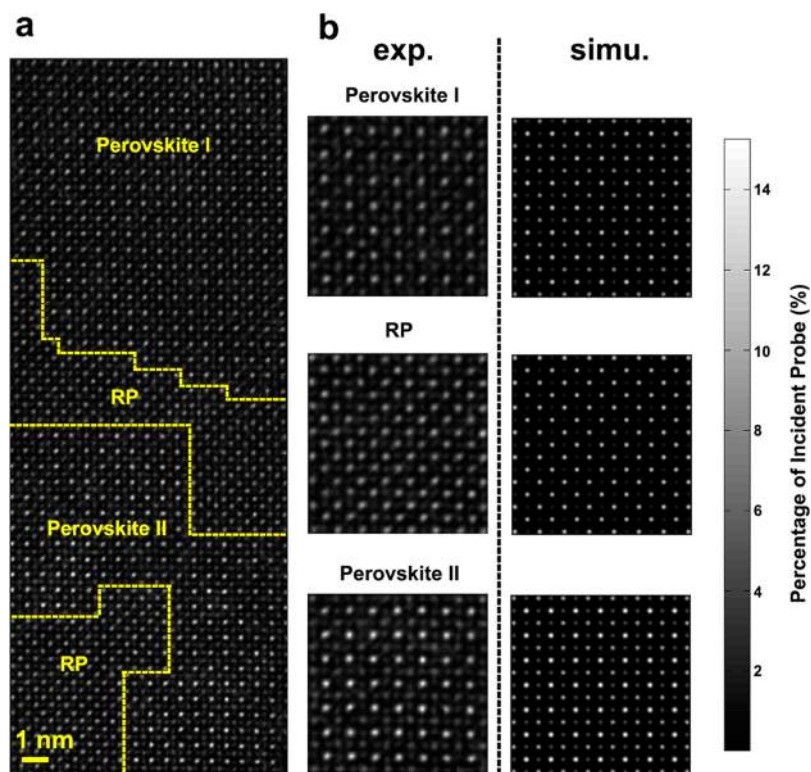 a
b
exp.
simu.
Perovskite I
Perovskite I
RP
RP
Perovskite II
Perovskite II
RP
1 nm
14
12
10
8
6
4
2
Percentage of Incident Probe (%)